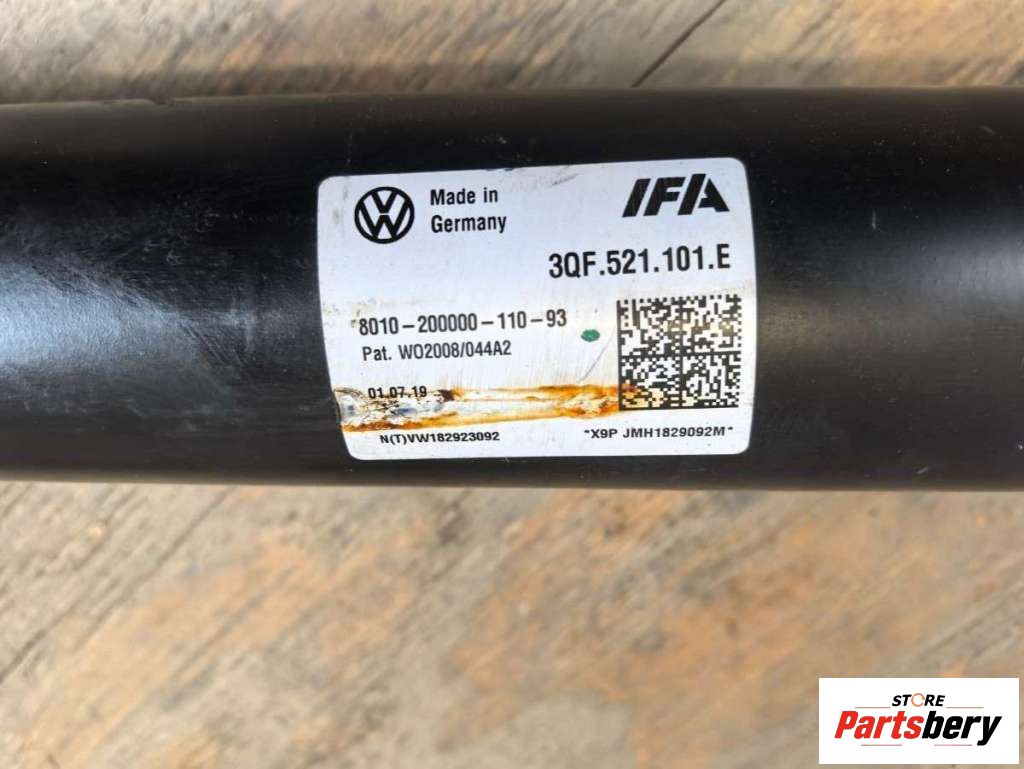 VW
Made in
Germany
IFA
3QF.521.101.E
8010-200000-110-93
Pat. WO2008/044A2
01.07.19
N(T)VW182923092
*X9P JMH1829092M*
STORE
Partsbery